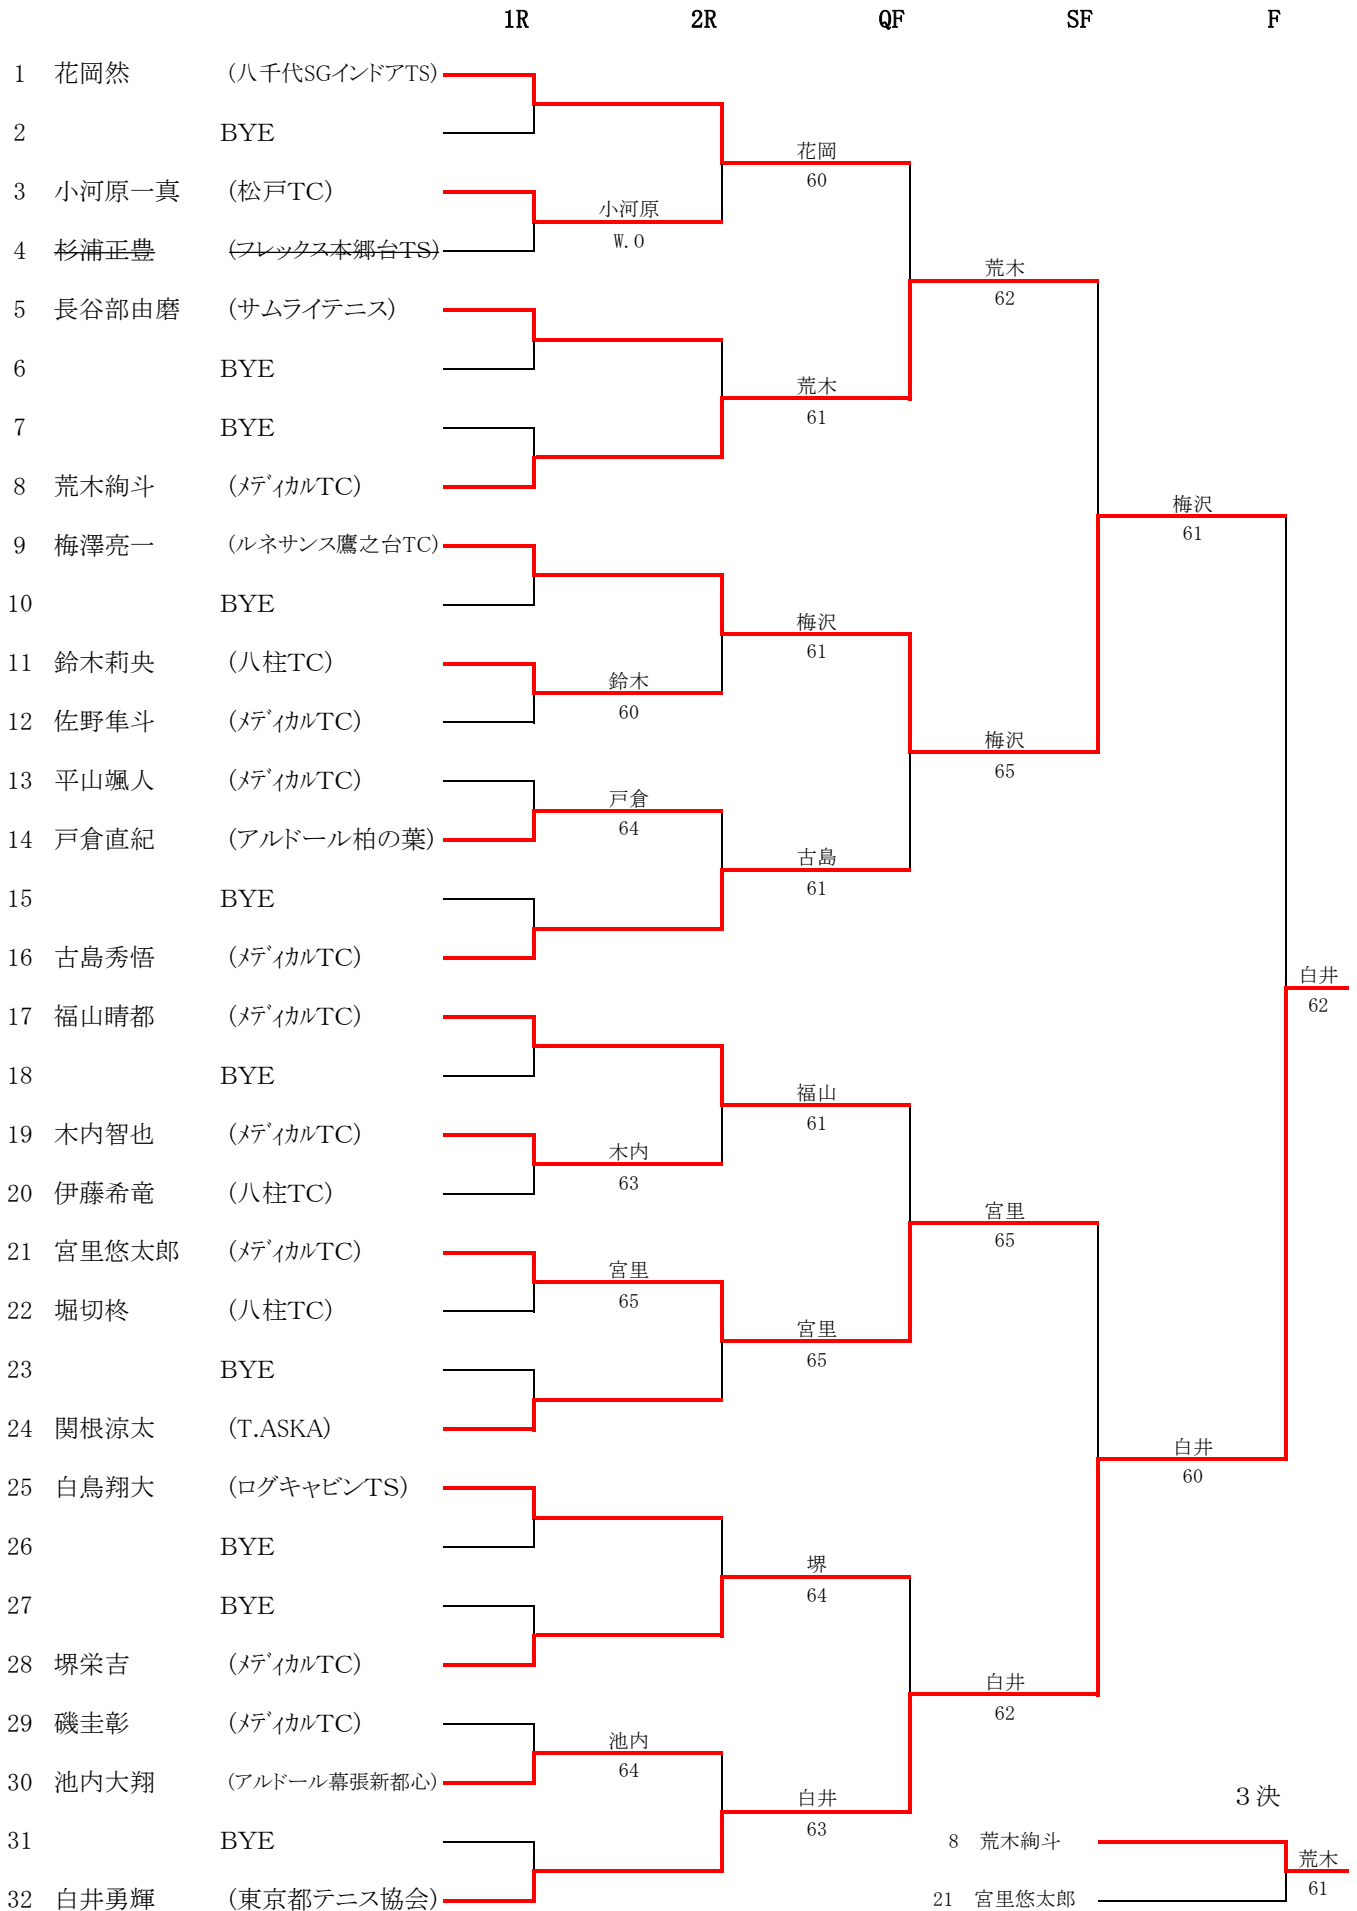 1R 2R QF SF F
1 花岡然 (八千代SGインドアTS)
2 BYE
花岡
60
3 小河原一真 (松戸TC)
小河原
W.O
4 杉浦正豊 (フレックス本郷台TS)
荒木
62
5 長谷部由磨 (サムライテニス)
6 BYE
荒木
61
7 BYE
8 荒木絢斗 (メディカルTC)
梅沢
61
9 梅澤亮一 (ルネサンス鷹之台TC)
10 BYE
梅沢
61
11 鈴木莉央 (八柱TC)
鈴木
60
12 佐野隼斗 (メディカルTC)
梅沢
65
13 平山颯人 (メディカルTC)
戸倉
64
14 戸倉直紀 (アルドール柏の葉)
古島
61
15 BYE
16 古島秀悟 (メディカルTC)
白井
62
17 福山晴都 (メディカルTC)
18 BYE
福山
61
19 木内智也 (メディカルTC)
木内
63
20 伊藤希竜 (八柱TC)
宮里
65
21 宮里悠太郎 (メディカルTC)
宮里
65
22 堀切柊 (八柱TC)
宮里
65
23 BYE
24 関根涼太 (T.ASKA)
白井
60
25 白鳥翔大 (ログキャビンTS)
26 BYE
堺
64
27 BYE
28 堺栄吉 (メディカルTC)
白井
62
29 磯圭彰 (メディカルTC)
池内
64
30 池内大翔 (アルドール幕張新都心)
白井
63
31 BYE
32 白井勇輝 (東京都テニス協会)
3決
8 荒木絢斗
荒木
61
21 宮里悠太郎